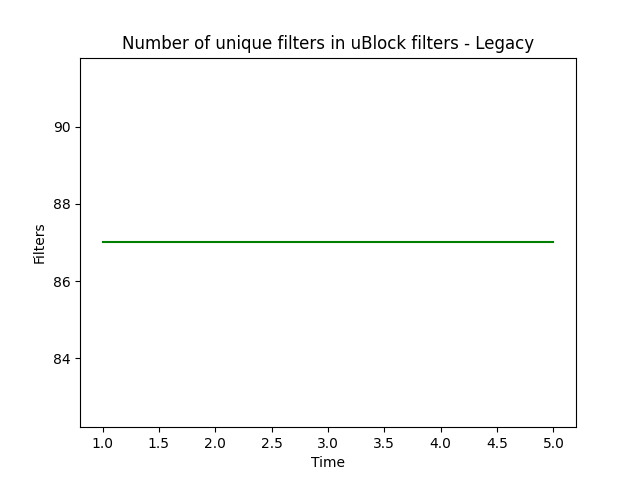 Number of unique filters in uBlock filters - Legacy
90
88
86
84
Filters
1.0 1.5 2.0 2.5 3.0 3.5 4.0 4.5 5.0
Time